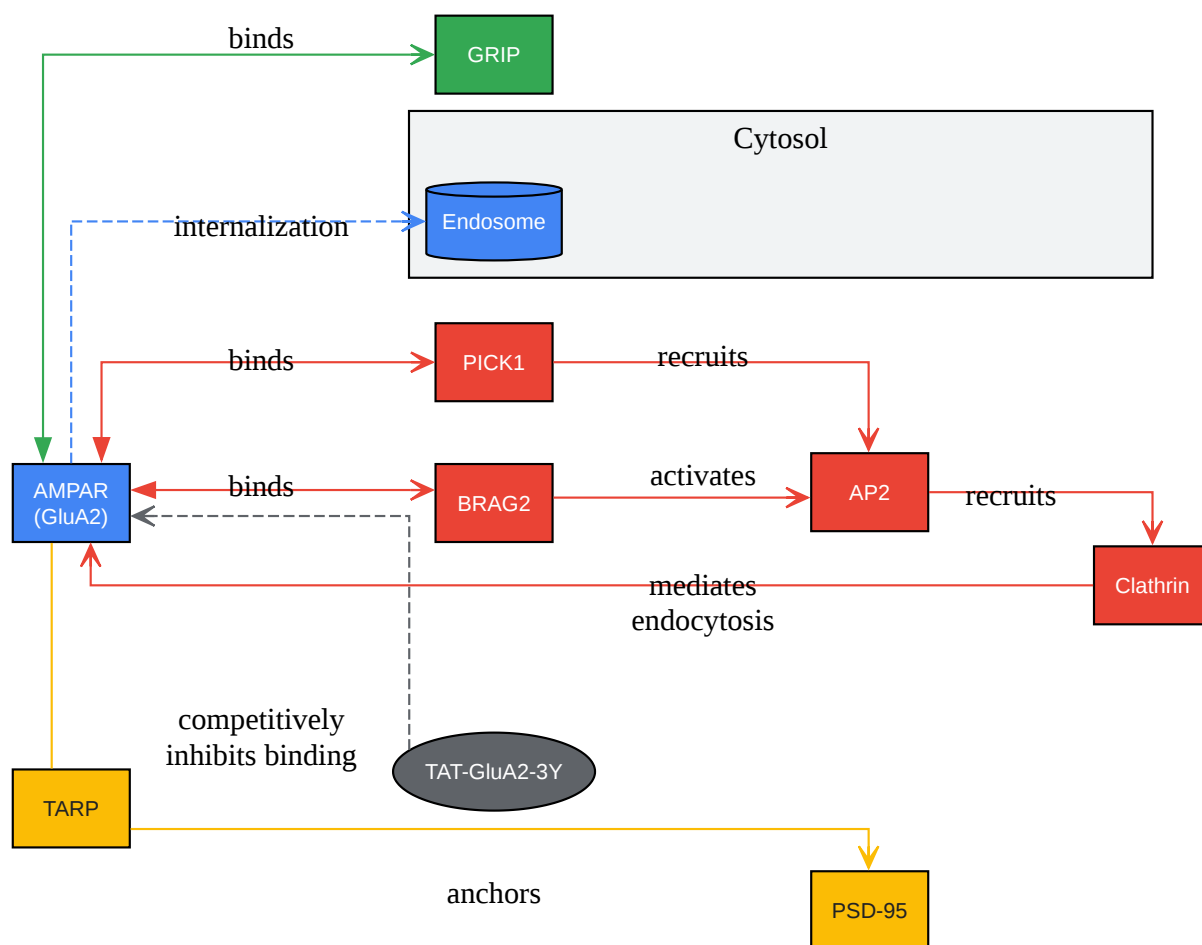 binds
GRIP
Cytosol
internalization
Endosome
binds
PICK1
recruits
AMPAR
(GluA2)
binds
BRAG2
activates
AP2
recruits
mediates
endocytosis
Clathrin
competitively
inhibits binding
TAT-GluA2-3Y
TARP
anchors
PSD-95